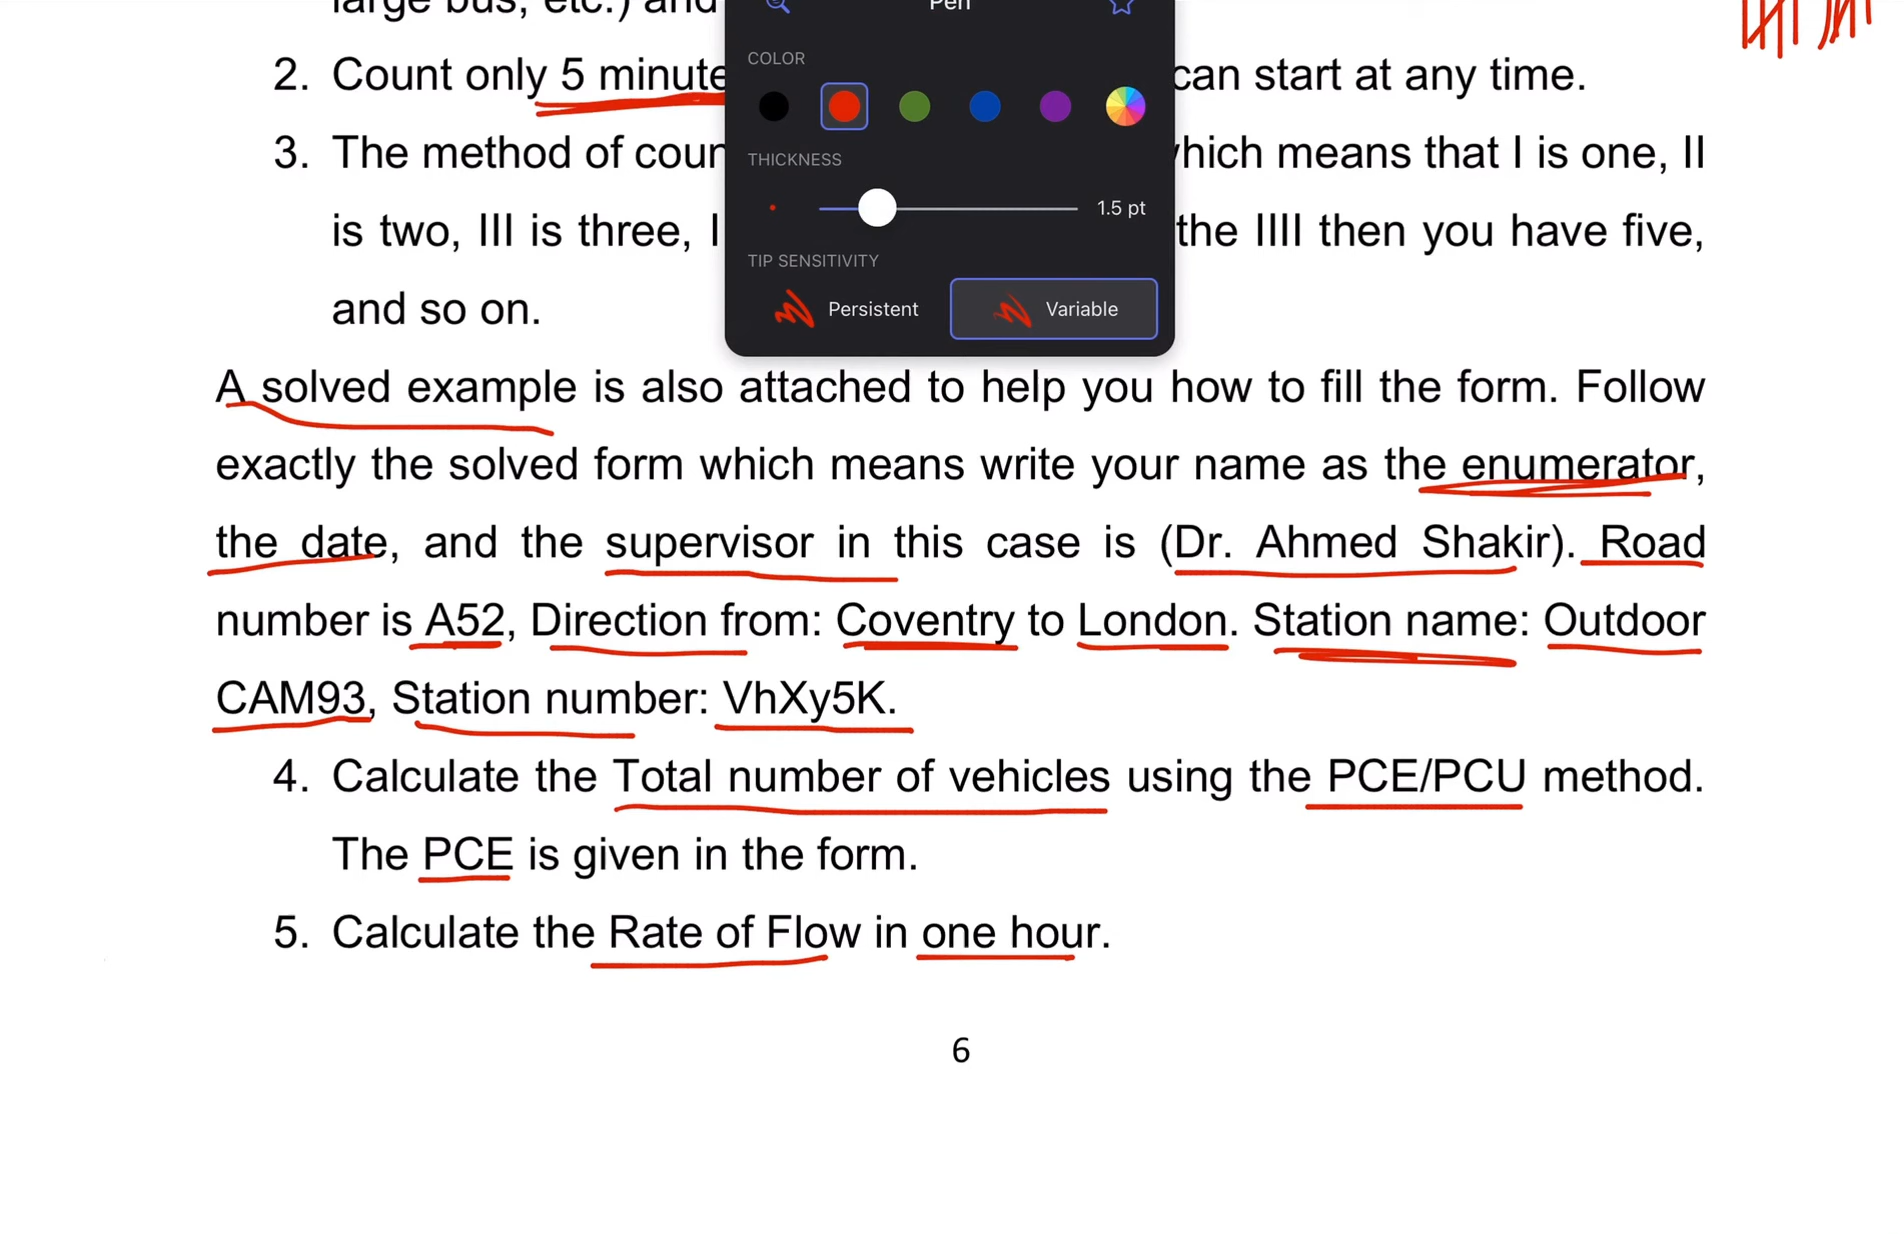 large bus, etc.) and
Pen
COLOR
2. Count only 5 minute can start at any time.
THICKNESS
3. The method of coun which means that I is one, II
1.5 pt
is two, III is three, I the IIII then you have five,
TIP SENSITIVITY
and so on.
Persistent Variable
A solved example is also attached to help you how to fill the form. Follow
exactly the solved form which means write your name as the enumerator,
the date, and the supervisor in this case is (Dr. Ahmed Shakir). Road
number is A52, Direction from: Coventry to London. Station name: Outdoor
CAM93, Station number: VhXy5K.
4. Calculate the Total number of vehicles using the PCE/PCU method.
The PCE is given in the form.
5. Calculate the Rate of Flow in one hour.
6